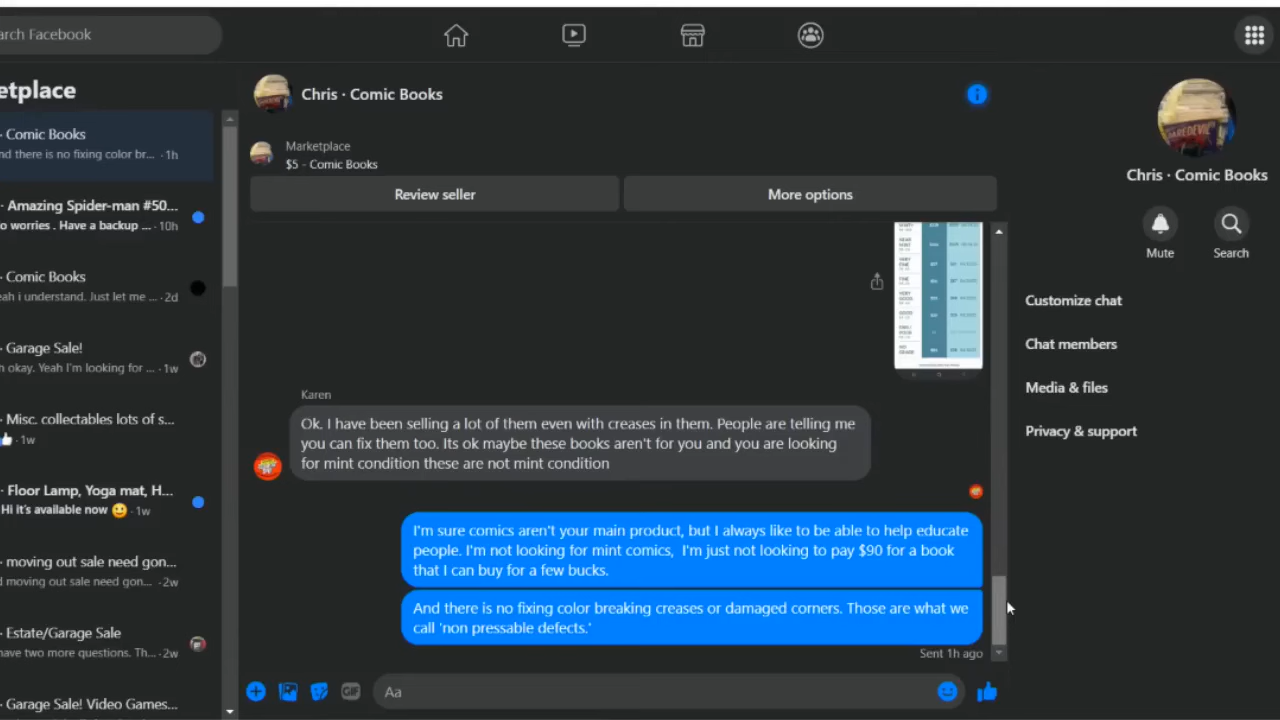 arch Facebook
etplace
· Comic Books
nd there is no fixing color br... · 1h
· Amazing Spider-man #50...
o worries . Have a backup ... · 10h
· Comic Books
eah i understand. Just let me ... · 2d
· Garage Sale!
h okay. Yeah I'm looking for ... · 1w
· Misc. collectables lots of s...
· 1w
· Floor Lamp, Yoga mat, H...
Hi it's available now · 1w
· moving out sale need gon...
d moving out sale need gon... · 2w
· Estate/Garage Sale
have two more questions. Th... · 2w
· Garage Sale! Video Games...
Chris · Comic Books
Marketplace
$5 - Comic Books
Review seller
More options
Karen
Ok. I have been selling a lot of them even with creases in them. People are telling me
you can fix them too. Its ok maybe these books aren't for you and you are looking
for mint condition these are not mint condition
I'm sure comics aren't your main product, but I always like to be able to help educate
people. I'm not looking for mint comics, I'm just not looking to pay $90 for a book
that I can buy for a few bucks.
And there is no fixing color breaking creases or damaged corners. Those are what we
call 'non pressable defects.'
Sent 1h ago
GIF
Aa
DAREDEVIL
Chris · Comic Books
Mute
Search
Customize chat
Chat members
Media & files
Privacy & support